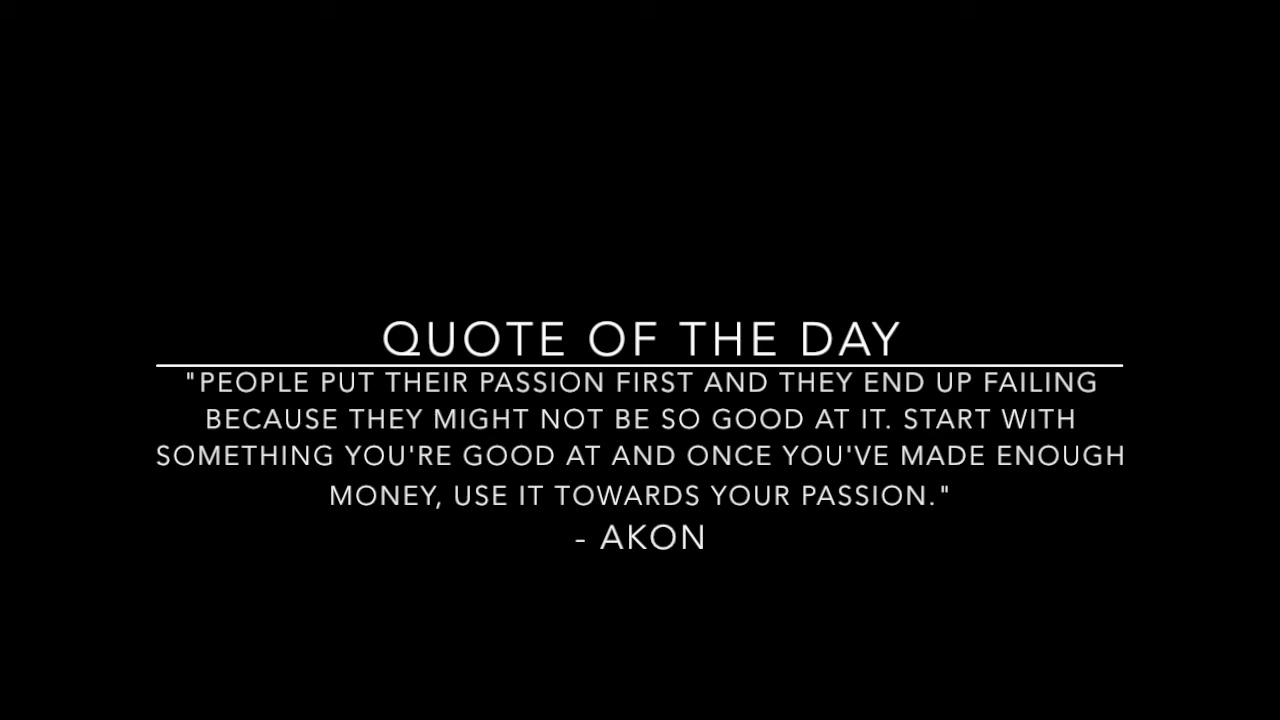 QUOTE OF THE DAY
"PEOPLE PUT THEIR PASSION FIRST AND THEY END UP FAILING
BECAUSE THEY MIGHT NOT BE SO GOOD AT IT. START WITH
SOMETHING YOU'RE GOOD AT AND ONCE YOU'VE MADE ENOUGH
MONEY, USE IT TOWARDS YOUR PASSION."
- AKON